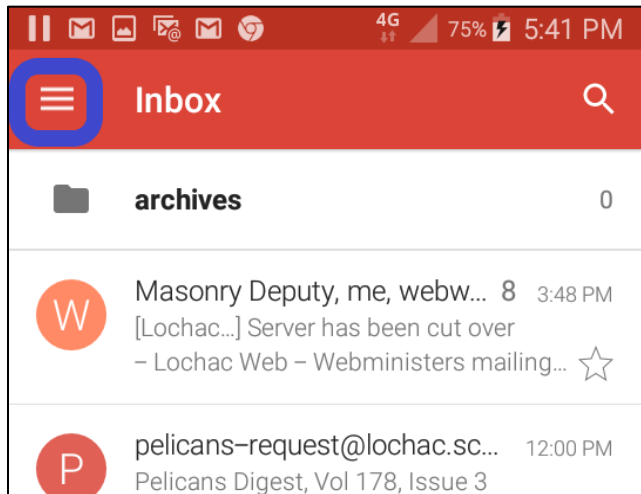 4G 75% 5:41 PM
Inbox
archives 0
Masonry Deputy, me, webw... 8 3:48 PM
W
[Lochac...] Server has been cut over
– Lochac Web – Webministers mailing...
pelicans–request@lochac.sc... 12:00 PM
P
Pelicans Digest, Vol 178, Issue 3